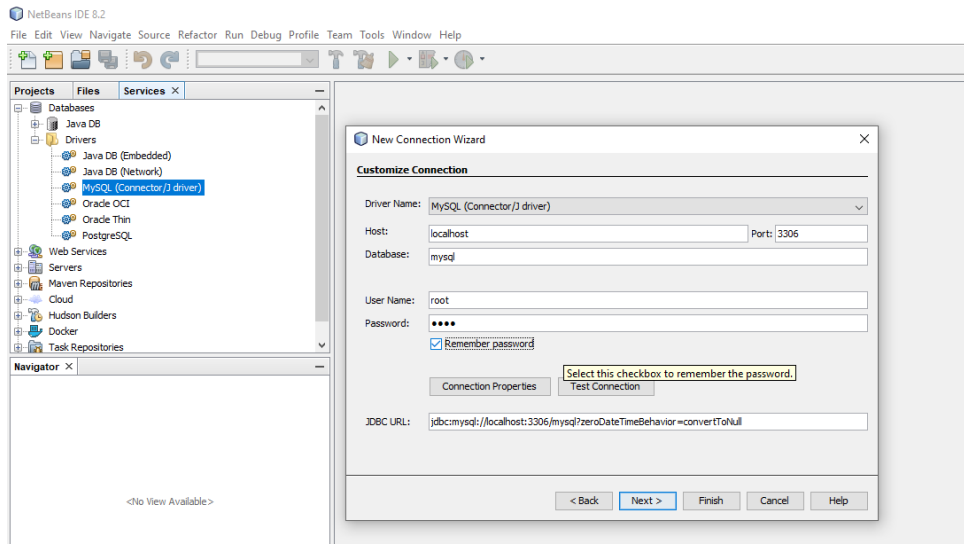 NetBeans IDE 8.2
File Edit View Navigate Source Refactor Run Debug Profile Team Tools Window Help
Projects Files Services
Databases
Java DB
Drivers
Java DB (Embedded)
Java DB (Network)
MySQL (Connector/J driver)
Oracle OCI
Oracle Thin
PostgreSQL
Web Services
Servers
Maven Repositories
Cloud
Hudson Builders
Docker
Task Repositories
Navigator
<No View Available>
New Connection Wizard
Customize Connection
Driver Name: MySQL (Connector/J driver)
Host: localhost Port: 3306
Database: mysql
User Name: root
Password: ••••
Remember password
Select this checkbox to remember the password.
Connection Properties Test Connection
JDBC URL: jdbc:mysql://localhost:3306/mysql?zeroDateTimeBehavior=convertToNull
< Back Next > Finish Cancel Help